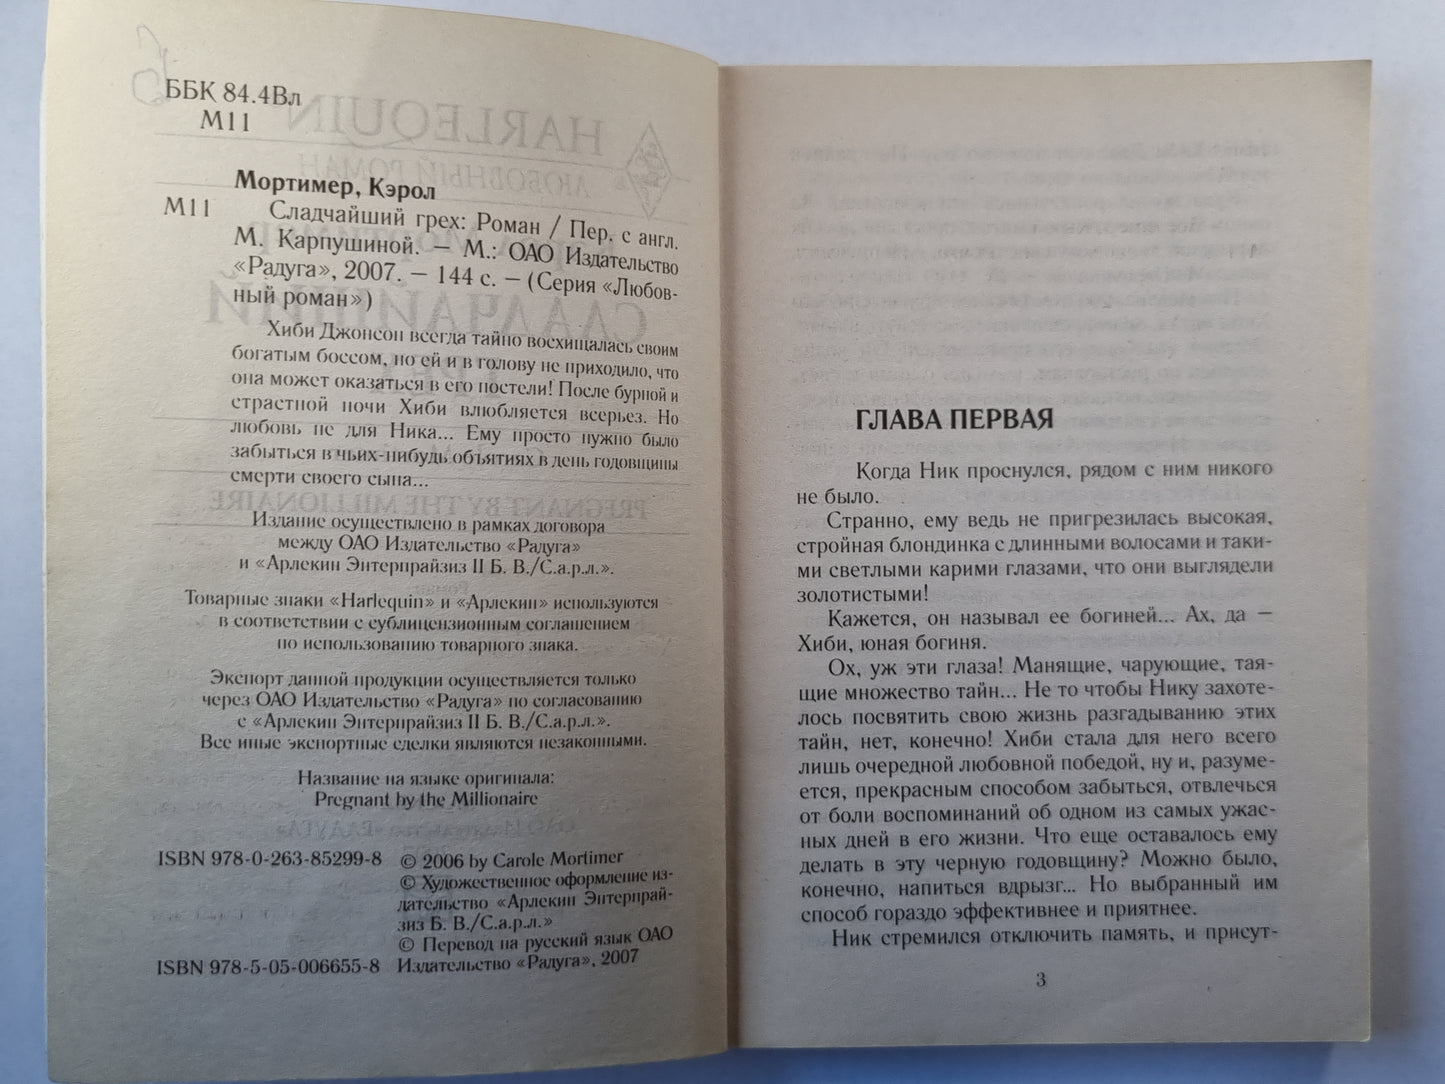 ББК 84.4Вл
М11
Мортимер, Кэрол
М11 Сладчайший грех: Роман / Пер. с англ.
М. Карпушиной. — М.: ОАО Издательство
«Радуга», 2007. — 144 с. — (Серия «Любов-
ный роман»)
Хиби Джонсон всегда тайно восхищалась своим
богатым боссом, но ей и в голову не приходило, что
она может оказаться в его постели! После бурной и
страстной ночи Хиби влюбляется всерьез. Но
любовь не для Ника... Ему просто нужно было
забыться в чьих-нибудь объятиях в день годовщины
смерти своего сына...
Издание осуществлено в рамках договора
между ОАО Издательство «Радуга»
и «Арлекин Энтерпрайзиз II Б. В./С.а.р.л.».
Товарные знаки «Harlequin» и «Арлекин» используются
в соответствии с сублицензионным соглашением
по использованию товарного знака.
Экспорт данной продукции осуществляется только
через ОАО Издательство «Радуга» по согласованию
с «Арлекин Энтерпрайзиз II Б. В./С.а.р.л.».
Все иные экспортные сделки являются незаконными.
Название на языке оригинала:
Pregnant by the Millionaire
ISBN 978-0-263-85299-8 © 2006 by Carole Mortimer
© Художественное оформление из-
дательство «Арлекин Энтерпрай-
зиз Б. В./С.а.р.л.»
© Перевод на русский язык ОАО
ISBN 978-5-05-006655-8 Издательство «Радуга», 2007
ГЛАВА ПЕРВАЯ
Когда Ник проснулся, рядом с ним никого
не было.
Странно, ему ведь не пригрезилась высокая,
стройная блондинка с длинными волосами и таки-
ми светлыми карими глазами, что они выглядели
золотистыми!
Кажется, он называл ее богиней... Ах, да —
Хиби, юная богиня.
Ох, уж эти глаза! Манящие, чарующие, тая-
щие множество тайн... Не то чтобы Нику захоте-
лось посвятить свою жизнь разгадыванию этих
тайн, нет, конечно! Хиби стала для него всего
лишь очередной любовной победой, ну и, разуме-
ется, прекрасным способом забыться, отвлечься
от боли воспоминаний об одном из самых ужас-
ных дней в его жизни. Что еще оставалось ему
делать в эту черную годовщину? Можно было,
конечно, напиться вдрызг... Но выбранный им
способ гораздо эффективнее и приятнее.
Ник стремился отключить память, и присут-
3